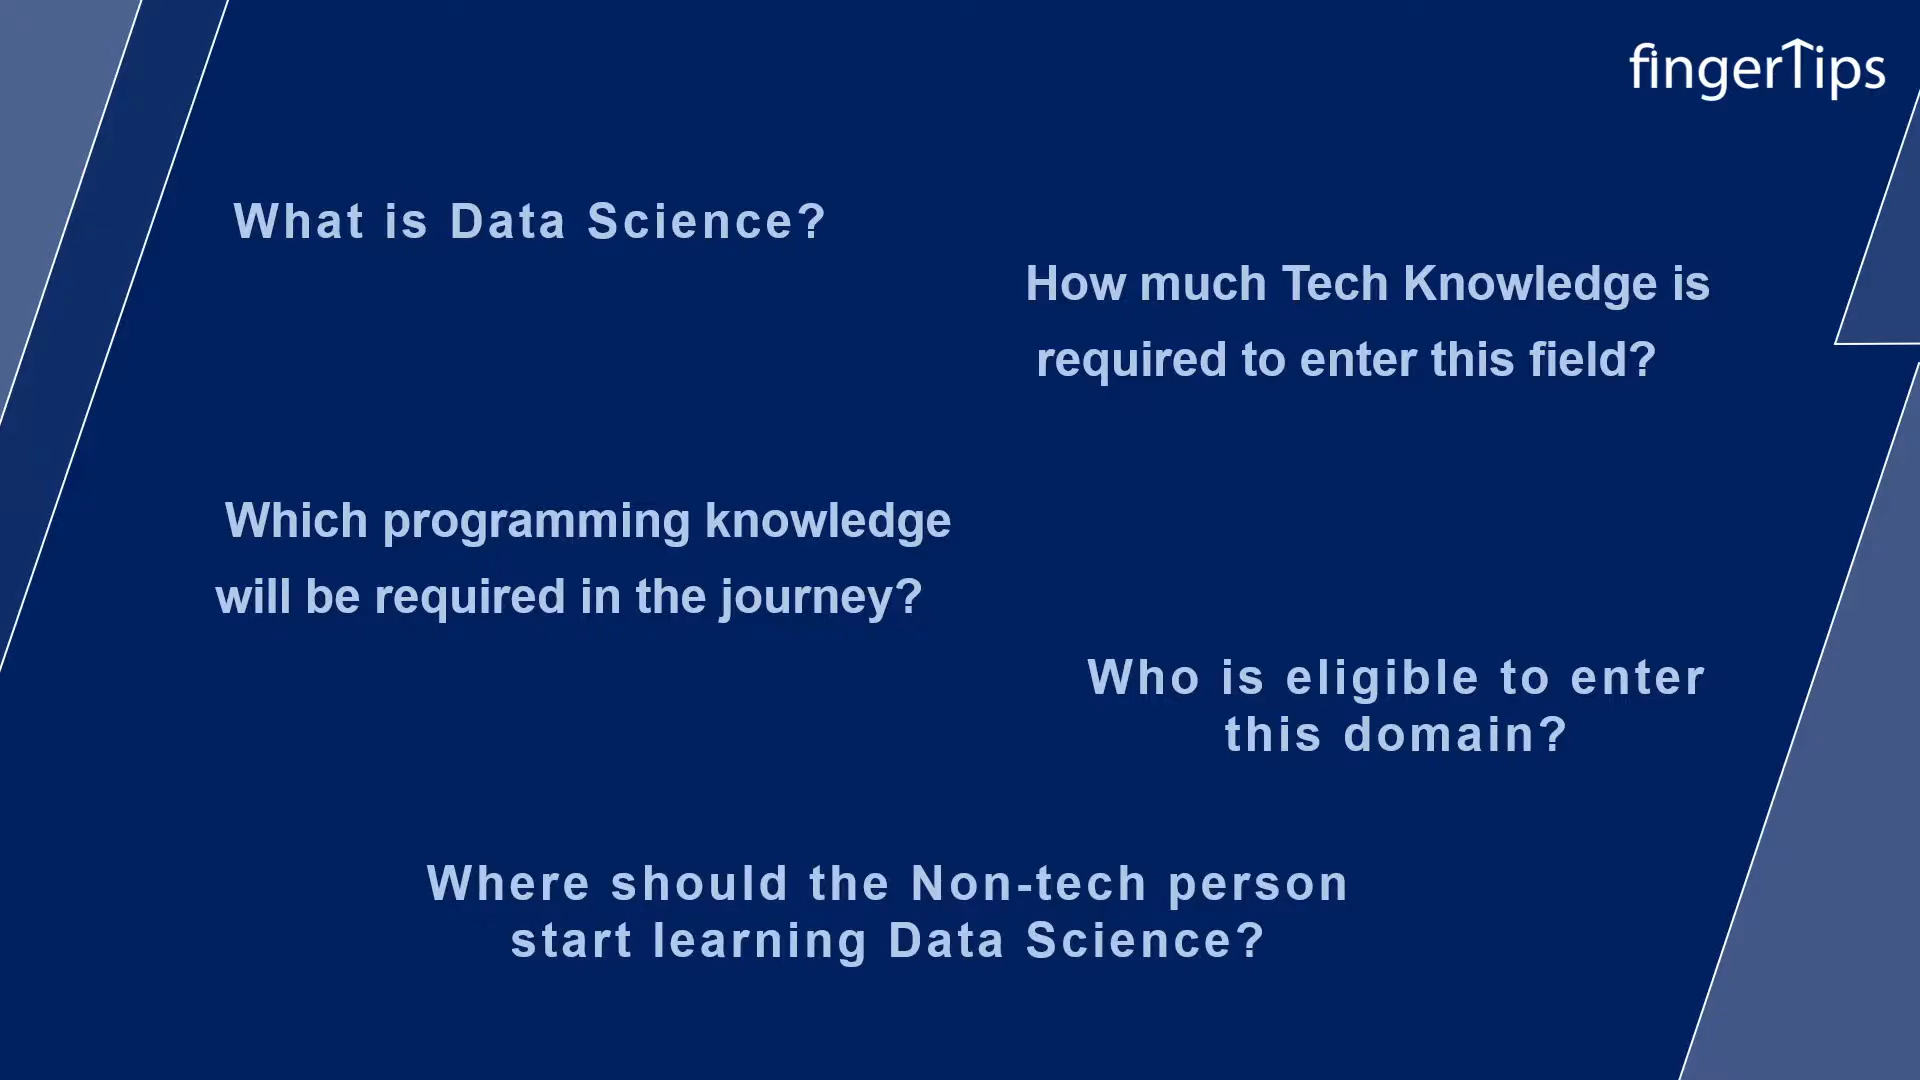 fingerTips
What is Data Science?
How much Tech Knowledge is
required to enter this field?
Which programming knowledge
will be required in the journey?
Who is eligible to enter
this domain?
Where should the Non-tech person
start learning Data Science?